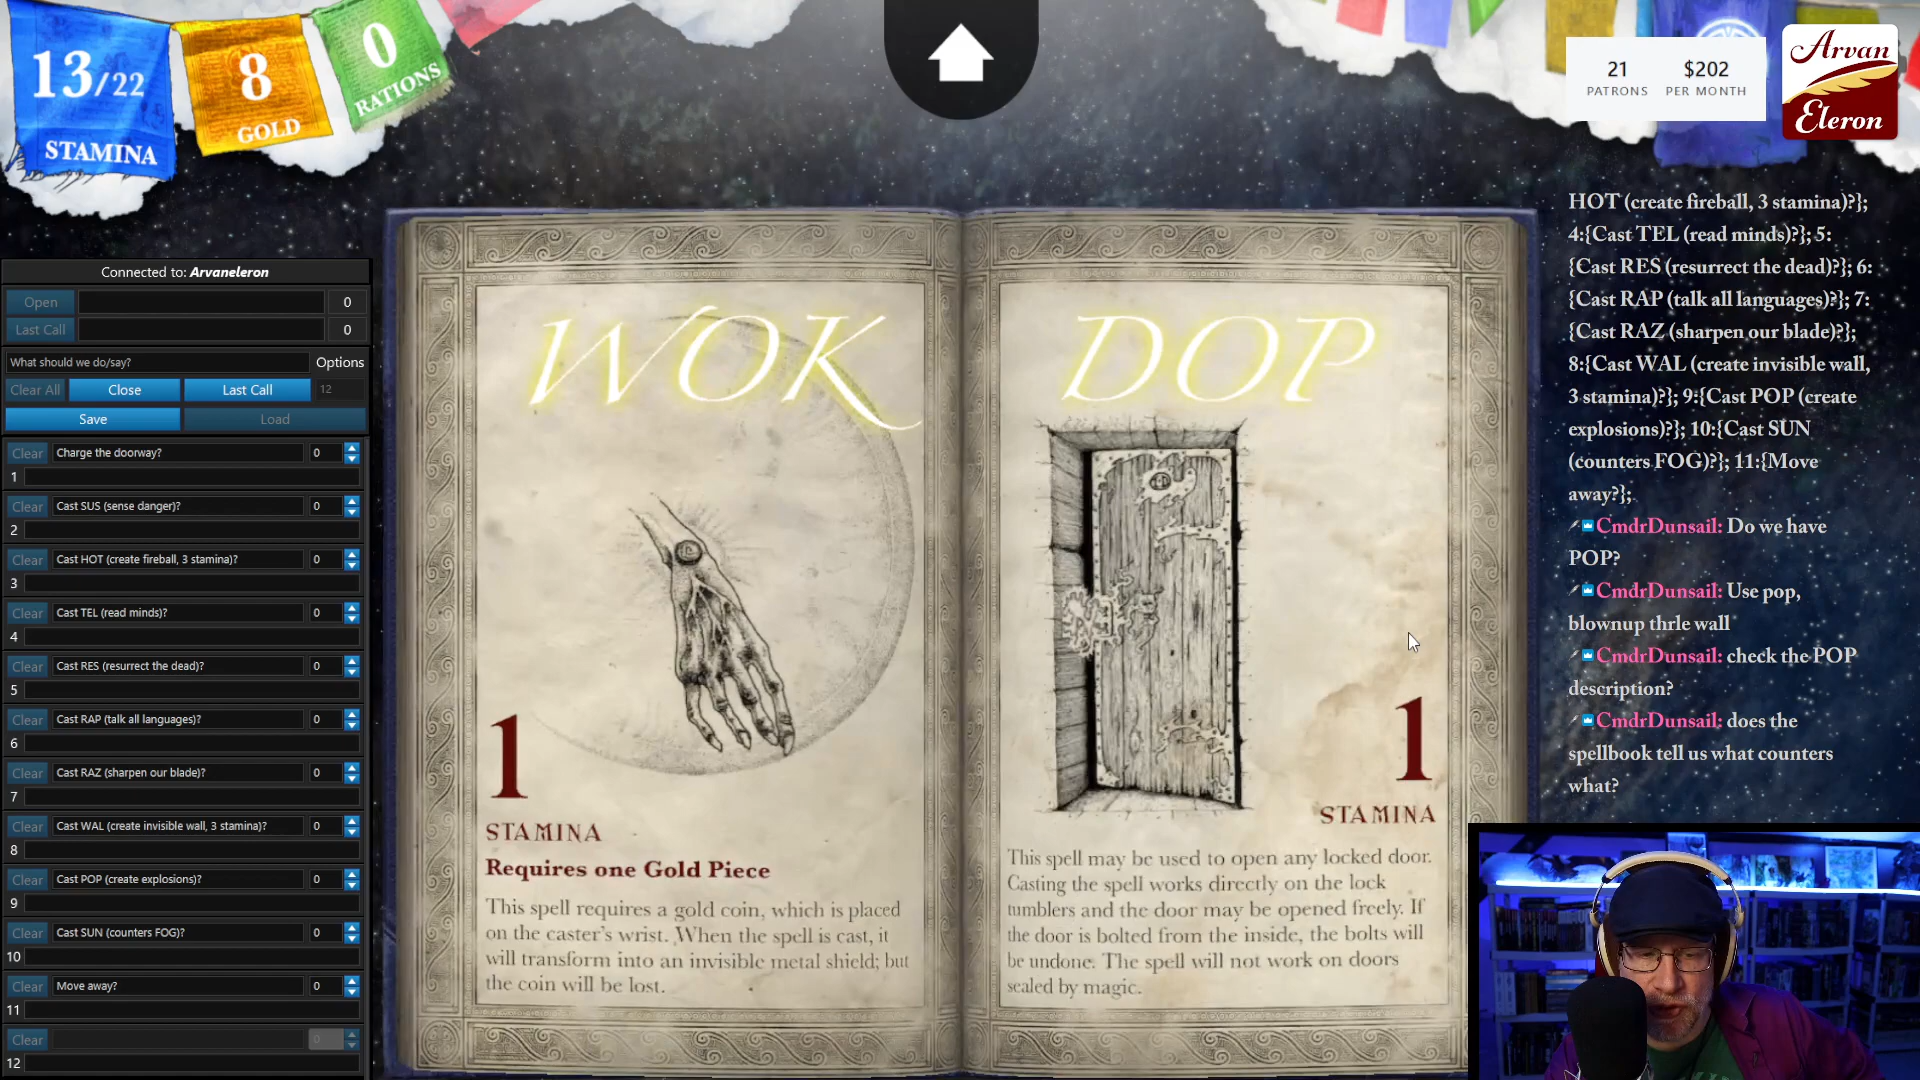 13/22
STAMINA
8
GOLD
0
RATIONS
21
PATRONS
$202
PER MONTH
Arvan
Eleron
Connected to: Arvaneleron
Open
0
Last Call
0
What should we do/say?
Options
Clear All
Close
Last Call
12
Save
Load
Clear
Charge the doorway?
0
1
Clear
Cast SUS (sense danger)?
0
2
Clear
Cast HOT (create fireball, 3 stamina)?
0
3
Clear
Cast TEL (read minds)?
0
4
Clear
Cast RES (resurrect the dead)?
0
5
Clear
Cast RAP (talk all languages)?
0
6
Clear
Cast RAZ (sharpen our blade)?
0
7
Clear
Cast WAL (create invisible wall, 3 stamina)?
0
8
Clear
Cast POP (create explosions)?
0
9
Clear
Cast SUN (counters FOG)?
0
10
Clear
Move away?
0
11
Clear
0
12
WOK
1
STAMINA
Requires one Gold Piece
This spell requires a gold coin, which is placed
on the caster's wrist. When the spell is cast, it
will transform into an invisible metal shield; but
the coin will be lost.
DOP
1
STAMINA
This spell may be used to open any locked door.
Casting the spell works directly on the lock
tumblers and the door may be opened freely. If
the door is bolted from the inside, the bolts will
be undone. The spell will not work on doors
sealed by magic.
HOT (create fireball, 3 stamina)?};
4:{Cast TEL (read minds)?}; 5:
{Cast RES (resurrect the dead)?}; 6:
{Cast RAP (talk all languages)?}; 7:
{Cast RAZ (sharpen our blade)?};
8:{Cast WAL (create invisible wall,
3 stamina)?}; 9:{Cast POP (create
explosions)?}; 10:{Cast SUN
(counters FOG)?}; 11:{Move
away?};
CmdrDunsail: Do we have
POP?
CmdrDunsail: Use pop,
blownup thrle wall
CmdrDunsail: check the POP
description?
CmdrDunsail: does the
spellbook tell us what counters
what?